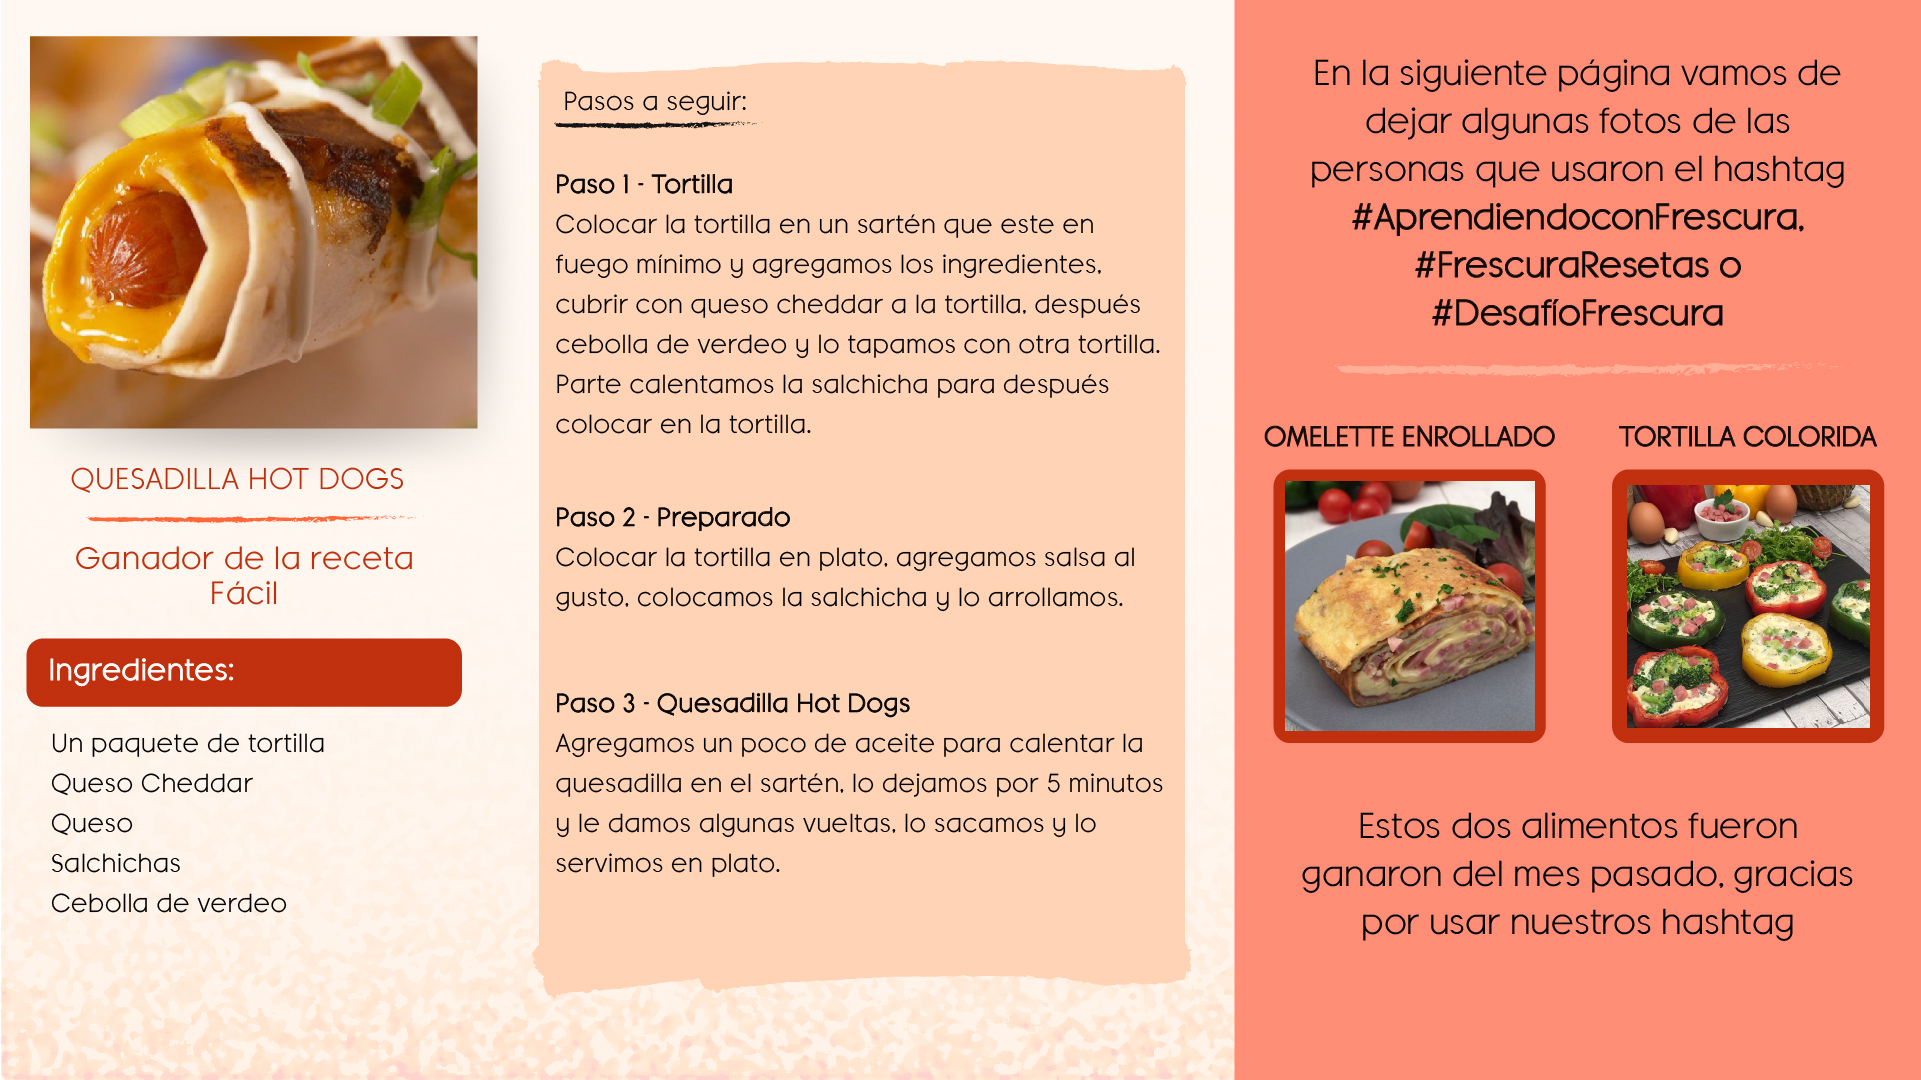 QUESADILLA HOT DOGS
Ganador de la receta
Fácil
Ingredientes:
Un paquete de tortilla
Queso Cheddar
Queso
Salchichas
Cebolla de verdeo
Pasos a seguir:
Paso 1 - Tortilla
Colocar la tortilla en un sartén que este en
fuego mínimo y agregamos los ingredientes,
cubrir con queso cheddar a la tortilla, después
cebolla de verdeo y lo tapamos con otra tortilla.
Parte calentamos la salchicha para después
colocar en la tortilla.
Paso 2 - Preparado
Colocar la tortilla en plato, agregamos salsa al
gusto, colocamos la salchicha y lo arrollamos.
Paso 3 - Quesadilla Hot Dogs
Agregamos un poco de aceite para calentar la
quesadilla en el sartén, lo dejamos por 5 minutos
y le damos algunas vueltas, lo sacamos y lo
servimos en plato.
En la siguiente página vamos de
dejar algunas fotos de las
personas que usaron el hashtag
#AprendiendoconFrescura,
#FrescuraResetas o
#DesafíoFrescura
OMELETTE ENROLLADO
TORTILLA COLORIDA
Estos dos alimentos fueron
ganaron del mes pasado, gracias
por usar nuestros hashtag